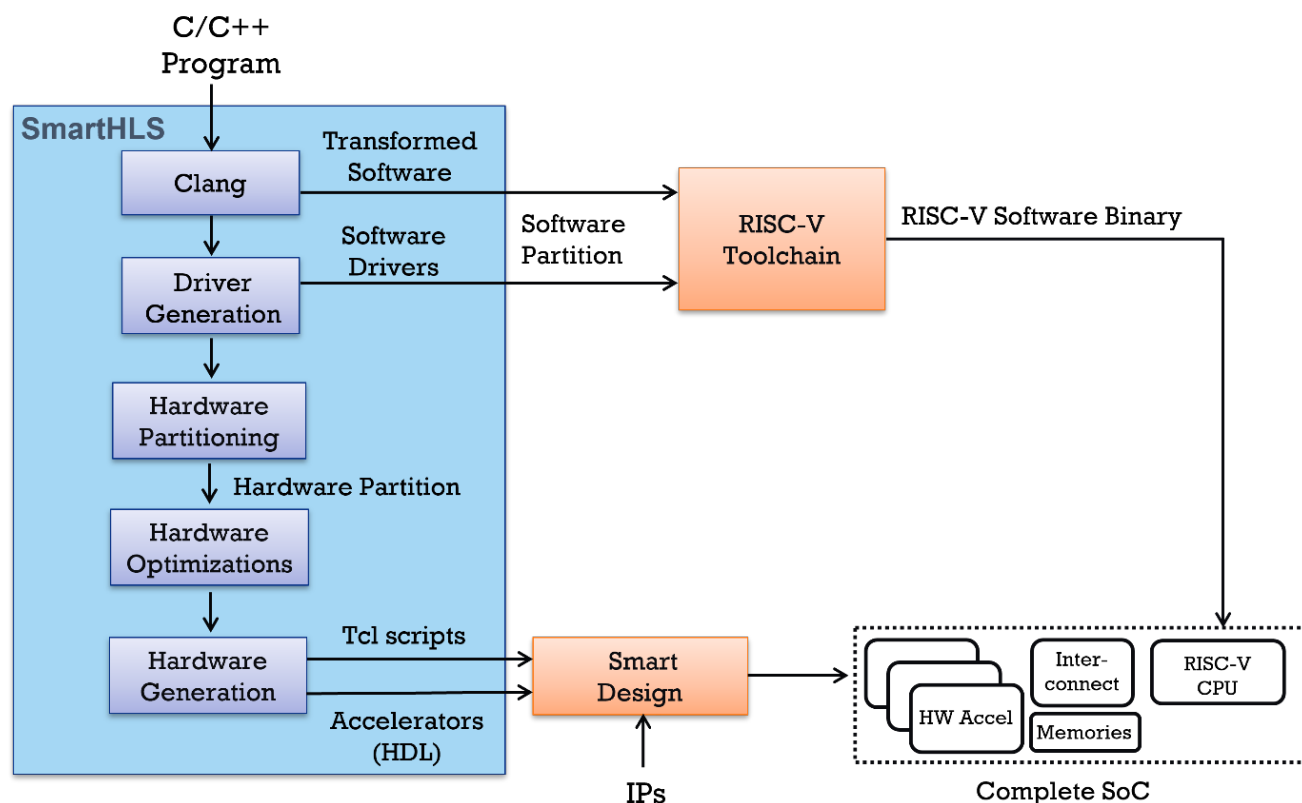 C/C++
Program
SmartHLS
Clang
Transformed
Software
Driver
Generation
Software
Drivers
Software
Partition
RISC-V
Toolchain
RISC-V Software Binary
Hardware
Partitioning
Hardware Partition
Hardware
Optimizations
Hardware
Generation
Tcl scripts
Accelerators
(HDL)
Smart
Design
IPs
HW Accel
Inter-
connect
Memories
RISC-V
CPU
Complete SoC